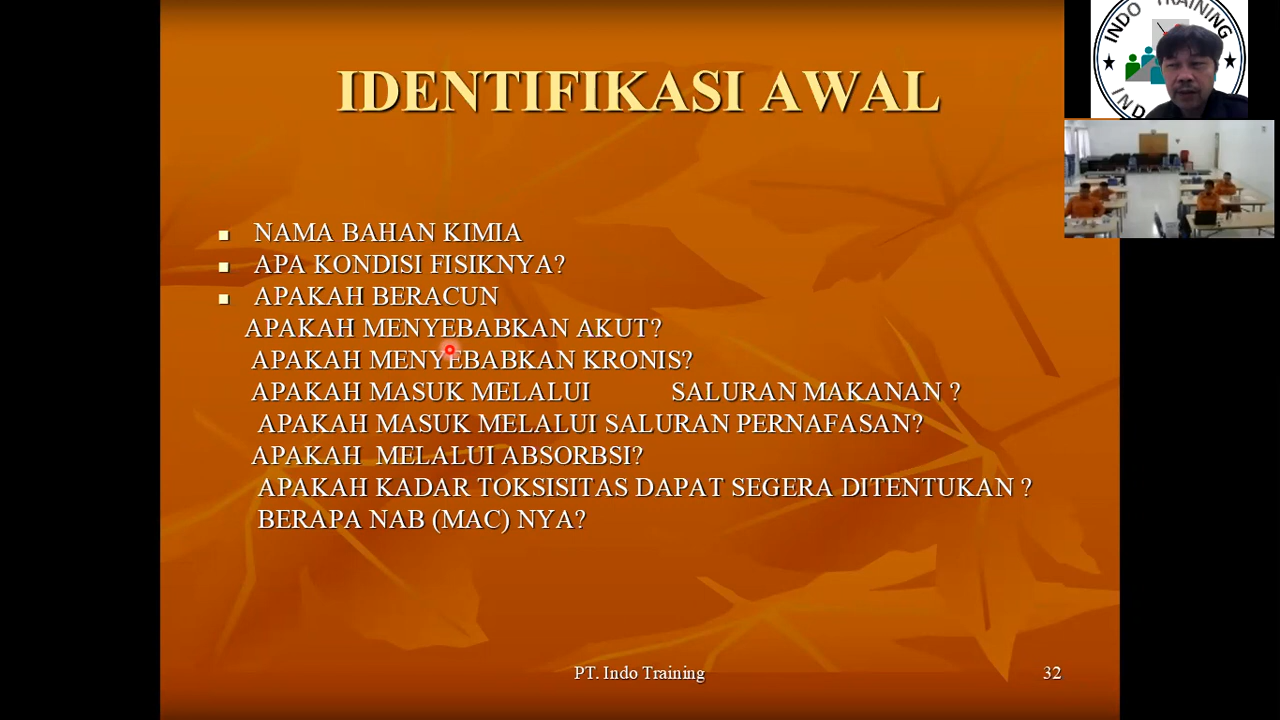 IDENTIFIKASI AWAL
NAMA BAHAN KIMIA
APA KONDISI FISIKNYA?
APAKAH BERACUN
APAKAH MENYEBABKAN AKUT?
APAKAH MENYEBABKAN KRONIS?
APAKAH MASUK MELALUI SALURAN MAKANAN ?
APAKAH MASUK MELALUI SALURAN PERNAFASAN?
APAKAH MELALUI ABSORBSI?
APAKAH KADAR TOKSISITAS DAPAT SEGERA DITENTUKAN ?
BERAPA NAB (MAC) NYA?
PT. Indo Training
32
INDO TRAINING
INDO